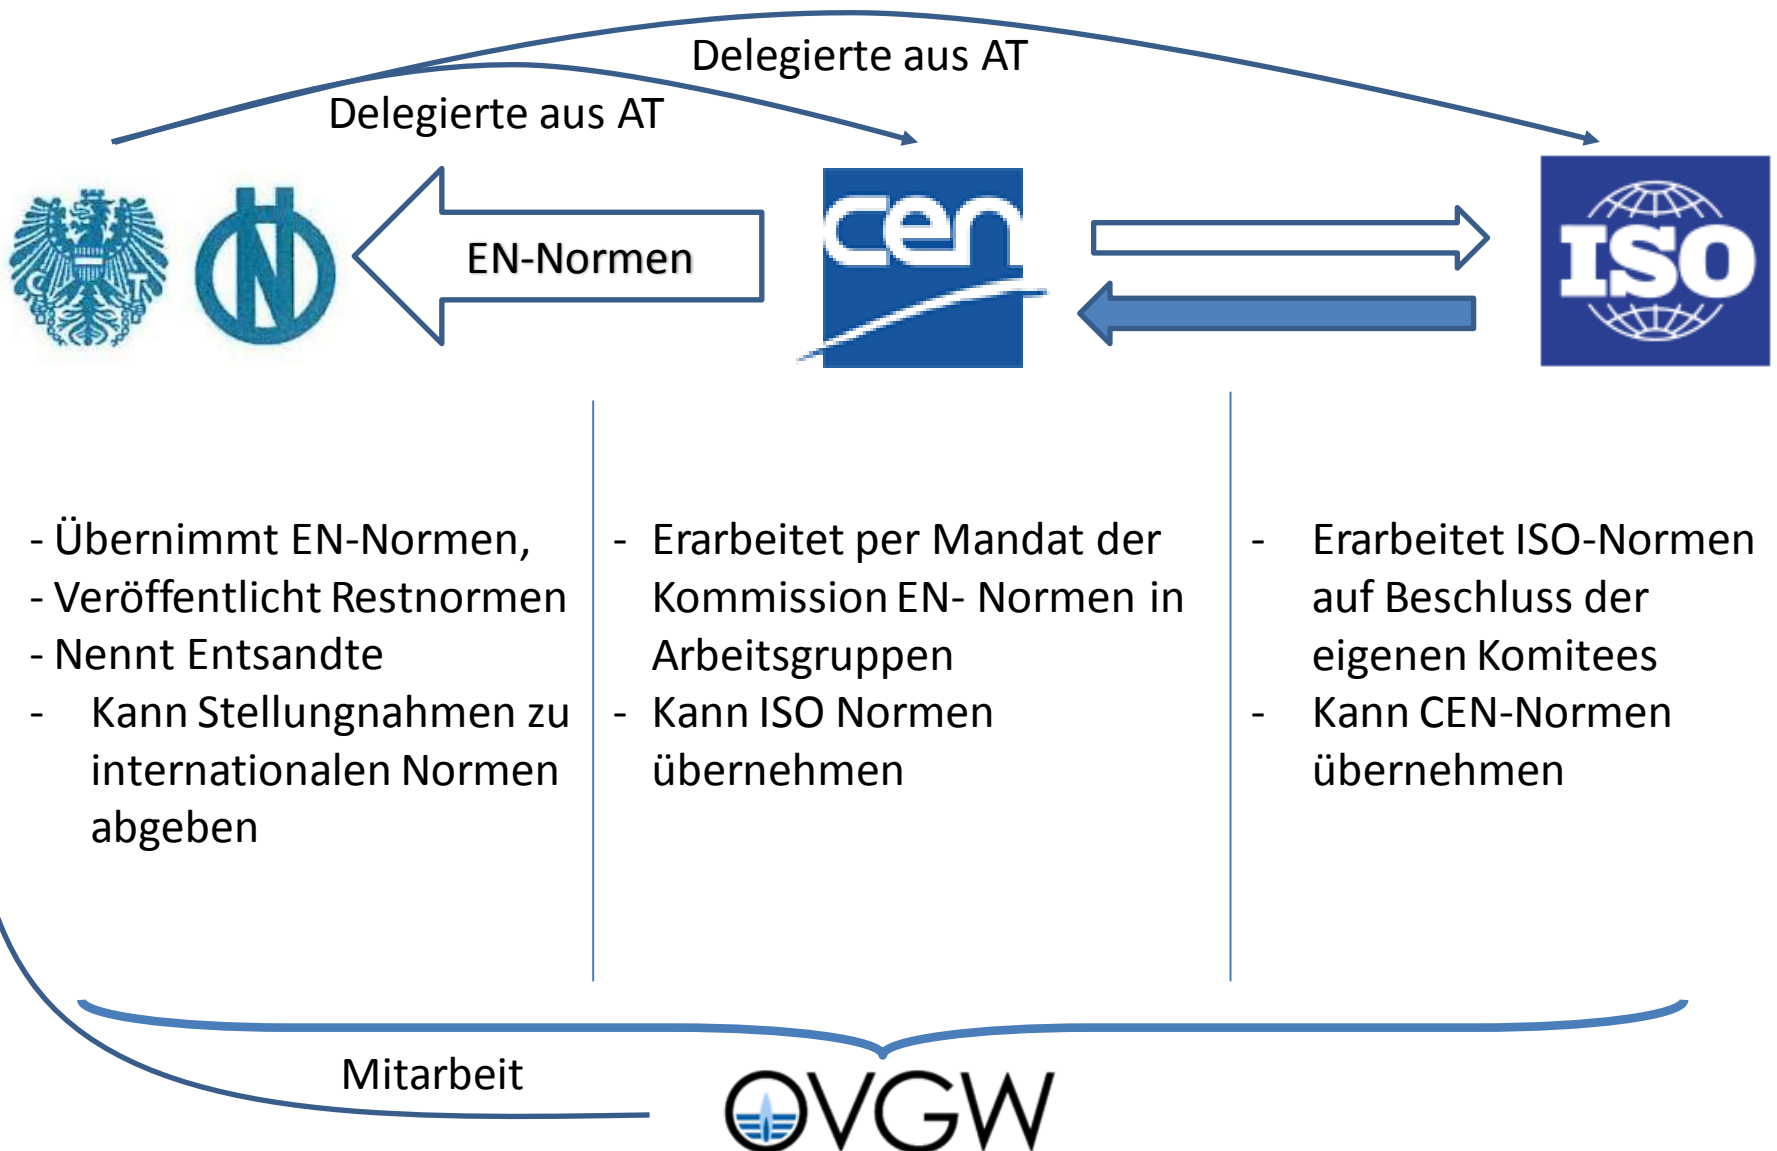 Delegierte aus AT
Delegierte aus AT
C T
EN-Normen
cen
ISO
- Übernimmt EN-Normen,
- Veröffentlicht Restnormen
- Nennt Entsandte
- Kann Stellungnahmen zu
internationalen Normen
abgeben
- Erarbeitet per Mandat der
Kommission EN- Normen in
Arbeitsgruppen
- Kann ISO Normen
übernehmen
- Erarbeitet ISO-Normen
auf Beschluss der
eigenen Komitees
- Kann CEN-Normen
übernehmen
Mitarbeit
OVGW